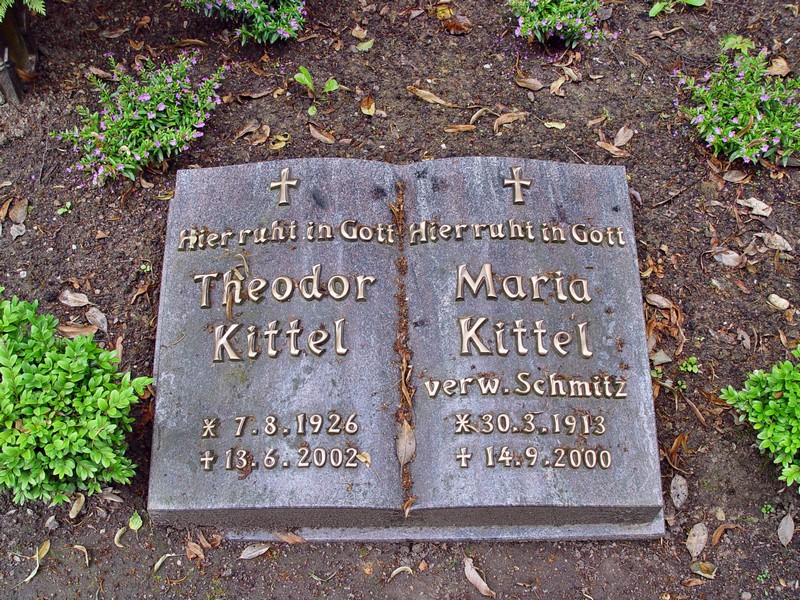 Hier ruht in Gott
Theodor
Kittel
* 7.8.1926
† 13.6.2002
Hier ruht in Gott
Maria
Kittel
verw. Schmitz
* 30.3.1913
† 14.9.2000